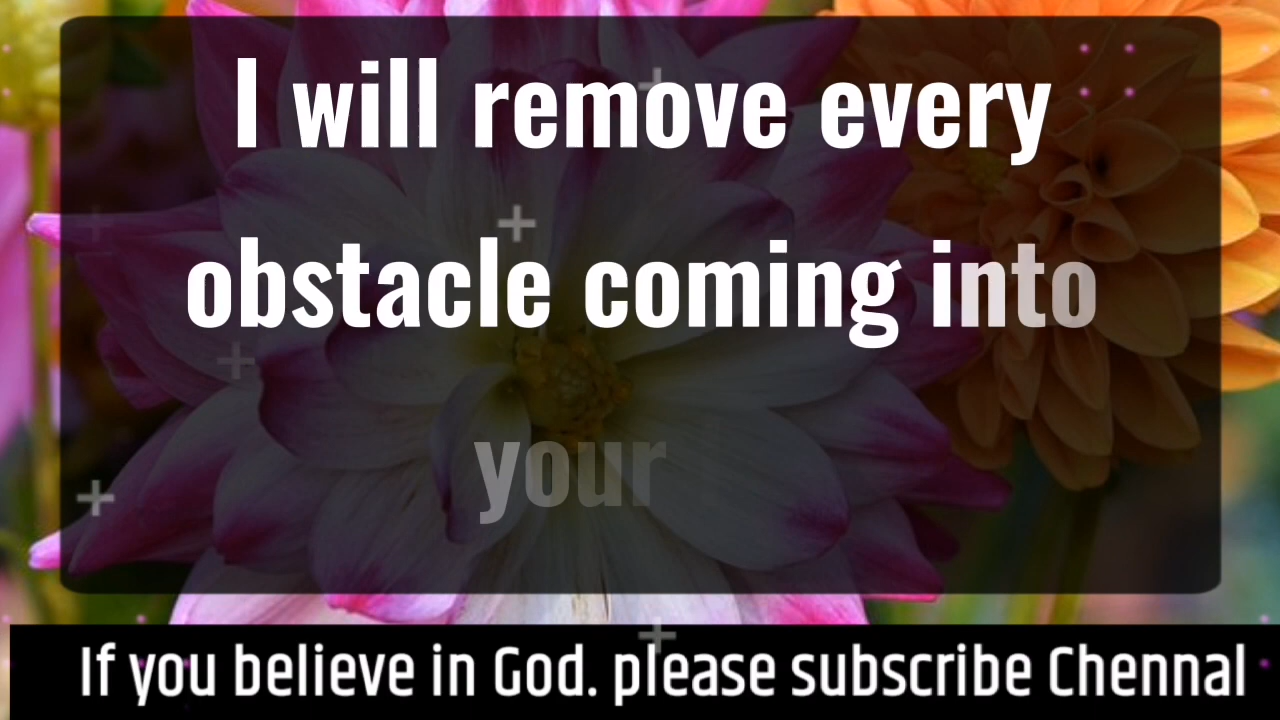 I will remove every
obstacle coming into
your
If you believe in God. please subscribe Chennal